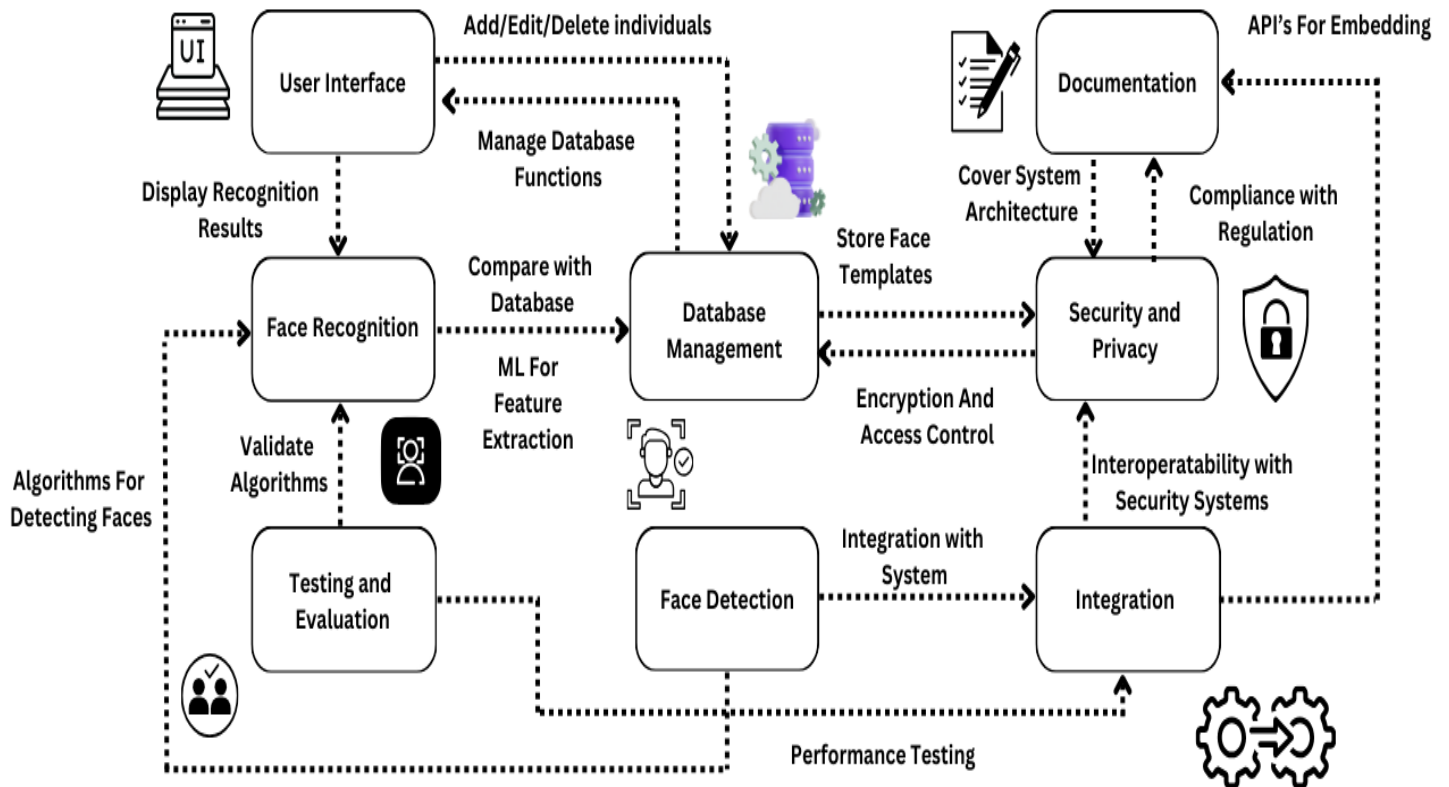 UI
User Interface
Add/Edit/Delete individuals
Manage Database
Functions
Documentation
API's For Embedding
Display Recognition
Results
Cover System
Architecture
Compliance with
Regulation
Face Recognition
Compare with
Database
ML For
Feature
Extraction
Database
Management
Store Face
Templates
Security and
Privacy
Encryption And
Access Control
Validate
Algorithms
Algorithms For
Detecting Faces
Interoperatability with
Security Systems
Testing and
Evaluation
Face Detection
Integration with
System
Integration
Performance Testing